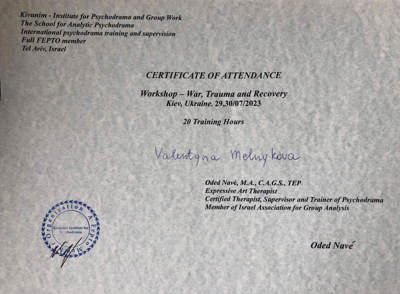 Kivunim - Institute for Psychodrama and Group Work
The School for Analytic Psychodrama
International psychodrama training and supervision
Full FEPTO member
Tel Aviv, Israel
CERTIFICATE OF ATTENDANCE
Workshop – War, Trauma and Recovery
Kiev, Ukraine. 29,30/07/2023
20 Training Hours
Valentyna Melnykova
Oded Navé, M.A., C.A.G.S., TEP
Expressive Art Therapist
Certified Therapist, Supervisor and Trainer of Psychodrama
Member of Israel Association for Group Analysis
Oded Navé